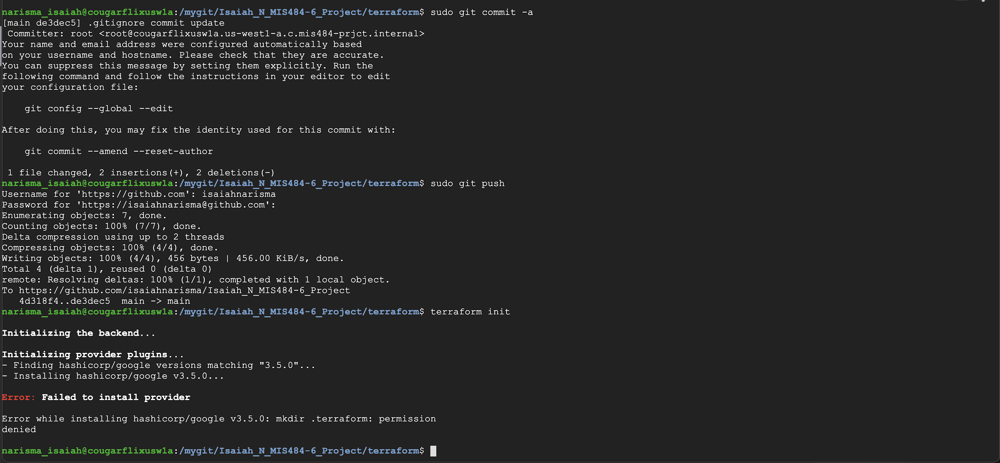 narisma_isaiah@cougarflixusw1a:/mygit/Isaiah_N_MIS484-6_Project/terraform$ sudo git commit -a
[main de3dec5] .gitignore commit update
 Committer: root <root@cougarflixusw1a.us-west1-a.c.mis484-prjct.internal>
Your name and email address were configured automatically based
on your username and hostname. Please check that they are accurate.
You can suppress this message by setting them explicitly. Run the
following command and follow the instructions in your editor to edit
your configuration file:

    git config --global --edit

After doing this, you may fix the identity used for this commit with:

    git commit --amend --reset-author

 1 file changed, 2 insertions(+), 2 deletions(-)
narisma_isaiah@cougarflixusw1a:/mygit/Isaiah_N_MIS484-6_Project/terraform$ sudo git push
Username for 'https://github.com': isaiahnarisma
Password for 'https://isaiahnarisma@github.com':
Enumerating objects: 7, done.
Counting objects: 100% (7/7), done.
Delta compression using up to 2 threads
Compressing objects: 100% (4/4), done.
Writing objects: 100% (4/4), 456 bytes | 456.00 KiB/s, done.
Total 4 (delta 1), reused 0 (delta 0)
remote: Resolving deltas: 100% (1/1), completed with 1 local object.
To https://github.com/isaiahnarisma/Isaiah_N_MIS484-6_Project
   4d318f4..de3dec5  main -> main
narisma_isaiah@cougarflixusw1a:/mygit/Isaiah_N_MIS484-6_Project/terraform$ terraform init

Initializing the backend...

Initializing provider plugins...
- Finding hashicorp/google versions matching "3.5.0"...
- Installing hashicorp/google v3.5.0...

Error: Failed to install provider

Error while installing hashicorp/google v3.5.0: mkdir .terraform: permission
denied

narisma_isaiah@cougarflixusw1a:/mygit/Isaiah_N_MIS484-6_Project/terraform$